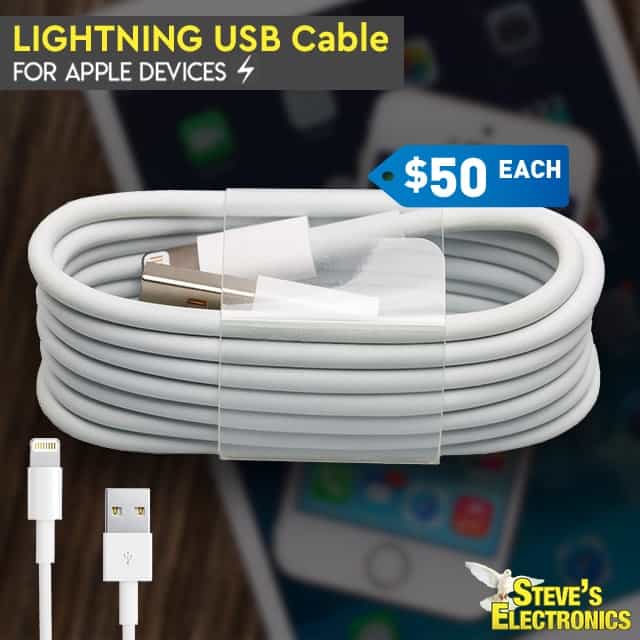 LIGHTNING USB Cable
FOR APPLE DEVICES
$50 EACH
STEVE'S
ELECTRONICS